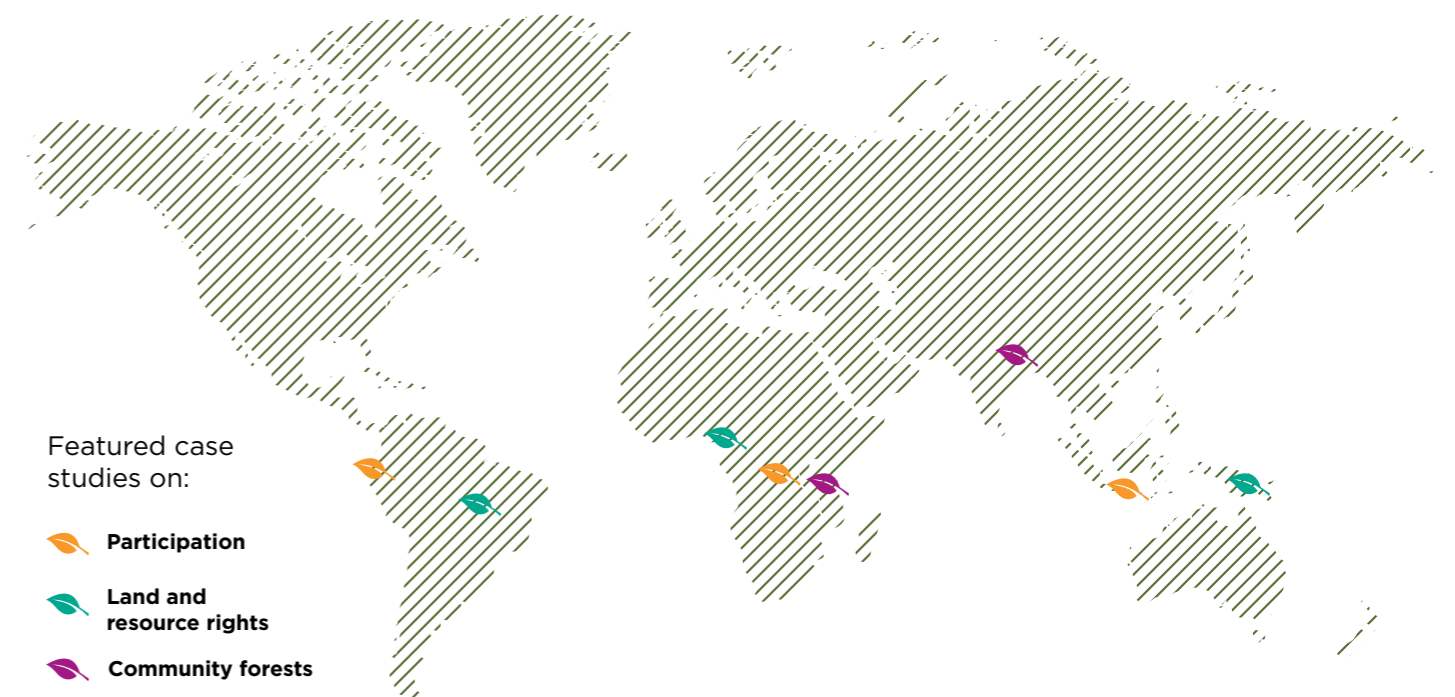 Featured case
studies on:
Participation
Land and
resource rights
Community forests